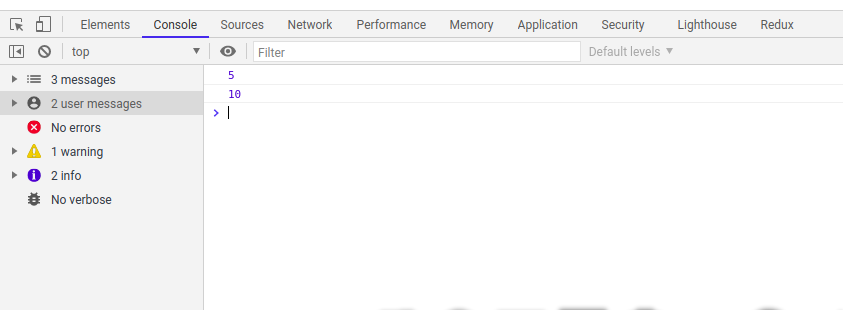 Elements Console Sources Network Performance Memory Application Security Lighthouse Redux
top Filter Default levels
3 messages
2 user messages
No errors
1 warning
2 info
No verbose
5
10